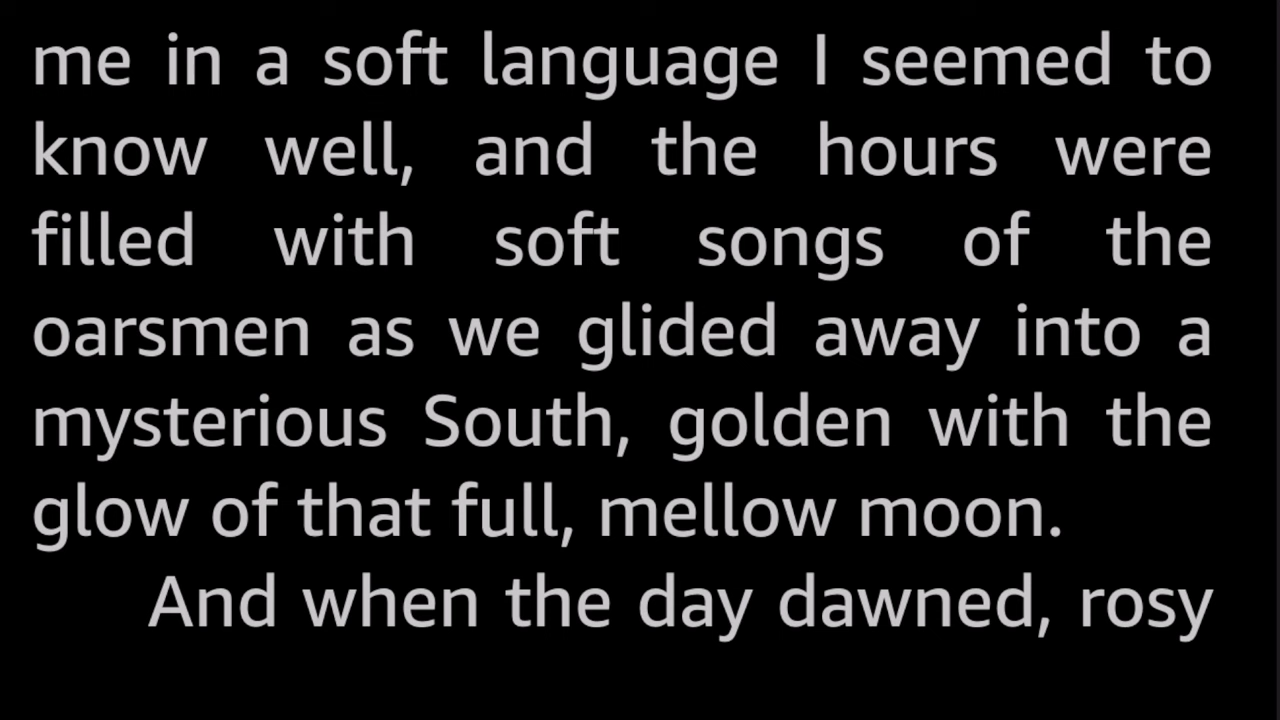 me in a soft language I seemed to
know well, and the hours were
filled with soft songs of the
oarsmen as we glided away into a
mysterious South, golden with the
glow of that full, mellow moon.
And when the day dawned, rosy